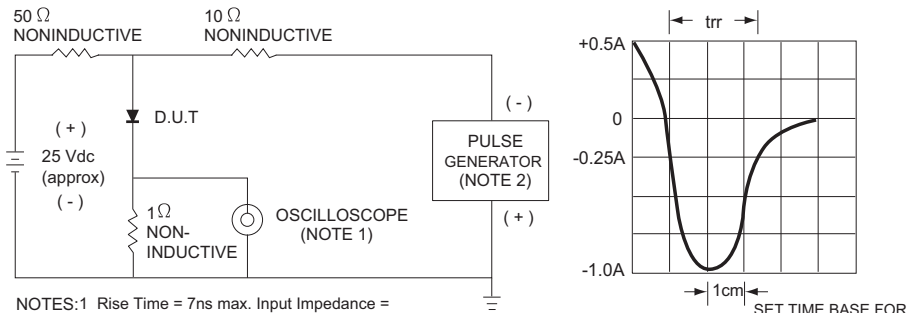 50 Ω
NONINDUCTIVE
10 Ω
NONINDUCTIVE
( + )
25 Vdc
(approx)
( - )
D.U.T
1Ω
NON-
INDUCTIVE
OSCILLOSCOPE
(NOTE 1)
( - )
PULSE
GENERATOR
(NOTE 2)
( + )
trr
+0.5A
0
-0.25A
-1.0A
1cm
SET TIME BASE FOR
NOTES:1 Rise Time = 7ns max. Input Impedance =